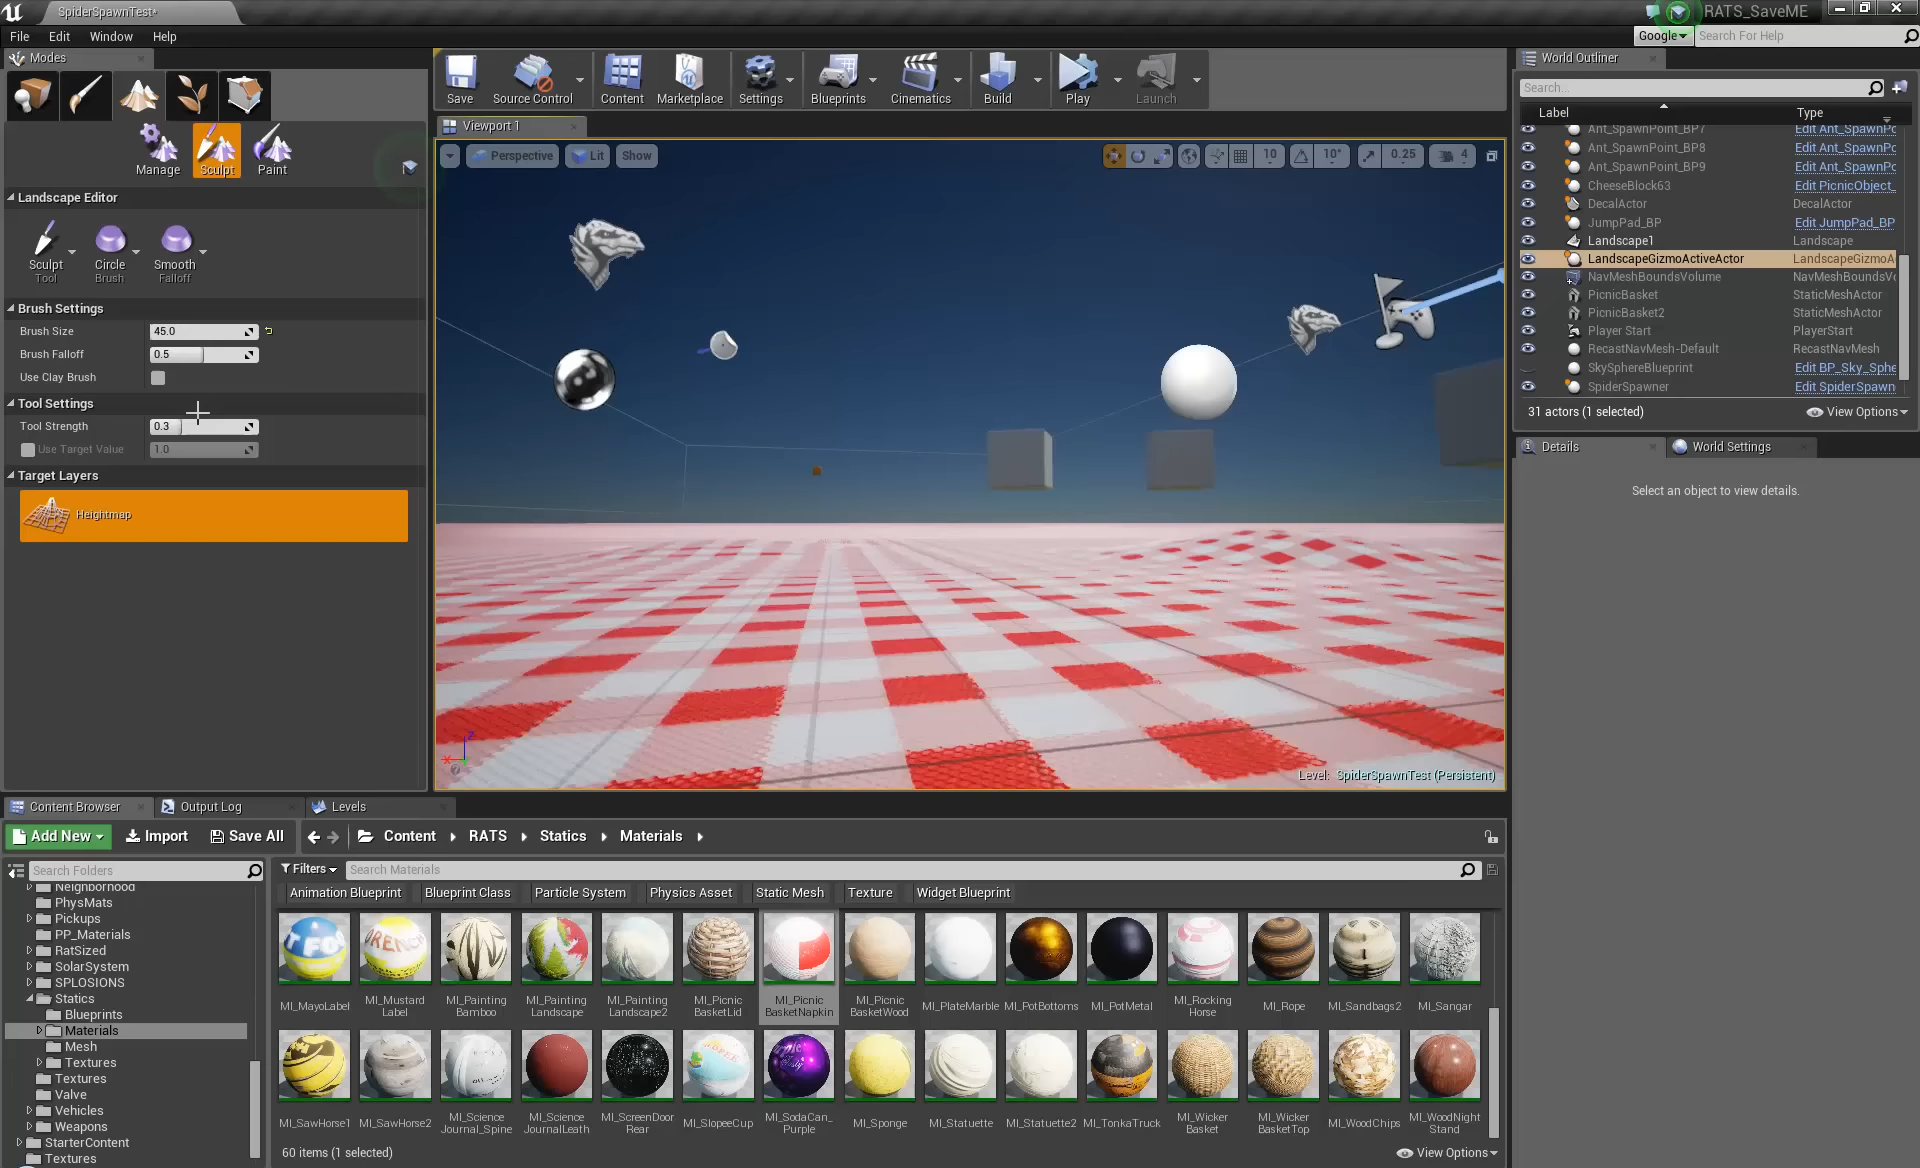 SpiderSpawnTest*
RATS_SaveME
File Edit Window Help
Google
Search For Help
Modes
Manage
Sculpt
Paint
Landscape Editor
Sculpt
Tool
Circle
Brush
Smooth
Falloff
Brush Settings
Brush Size
45.0
Brush Falloff
0.5
Use Clay Brush
Tool Settings
Tool Strength
0.3
Use Target Value
1.0
Target Layers
Heightmap
Save
Source Control
Content
Marketplace
Settings
Blueprints
Cinematics
Build
Play
Launch
Viewport 1
Perspective
Lit
Show
10
10°
0.25
4
Level: SpiderSpawnTest (Persistent)
World Outliner
Search...
Label
Type
Ant_SpawnPoint_BP7
Edit Ant_SpawnPc
Ant_SpawnPoint_BP8
Edit Ant_SpawnPc
Ant_SpawnPoint_BP9
Edit Ant_SpawnPc
CheeseBlock63
Edit PicnicObject_
DecalActor
DecalActor
JumpPad_BP
Edit JumpPad_BP
Landscape1
Landscape
LandscapeGizmoActiveActor
LandscapeGizmoA
NavMeshBoundsVolume
NavMeshBoundsVo
PicnicBasket
StaticMeshActor
PicnicBasket2
StaticMeshActor
Player Start
PlayerStart
RecastNavMesh-Default
RecastNavMesh
SkySphereBlueprint
Edit BP_Sky_Sphe
SpiderSpawner
Edit SpiderSpawn
31 actors (1 selected)
View Options
Details
World Settings
Select an object to view details.
Content Browser
Output Log
Levels
Add New
Import
Save All
Content
RATS
Statics
Materials
Search Folders
Neighborhood
PhysMats
Pickups
PP_Materials
RatSized
SolarSystem
SPLOSIONS
Statics
Blueprints
Materials
Mesh
Textures
Textures
Valve
Vehicles
Weapons
StarterContent
Textures
Filters
Search Materials
Animation Blueprint
Blueprint Class
Particle System
Physics Asset
Static Mesh
Texture
Widget Blueprint
MI_MayoLabel
MI_Mustard
Label
MI_Painting
Bamboo
MI_Painting
Landscape
MI_Painting
Landscape2
MI_Picnic
BasketLid
MI_Picnic
BasketNapkin
MI_Picnic
BasketWood
MI_PlateMarble
MI_PotBottoms
MI_PotMetal
MI_Rocking
Horse
MI_Rope
MI_Sandbags2
MI_Sangar
MI_SawHorse1
MI_SawHorse2
MI_Science
Journal_Spine
MI_Science
JournalLeath
MI_ScreenDoor
Rear
MI_SlopeeCup
MI_SodaCan_
Purple
MI_Sponge
MI_Statuette
MI_Statuette2
MI_TonkaTruck
MI_Wicker
Basket
MI_Wicker
BasketTop
MI_WoodChips
MI_WoodNight
Stand
60 items (1 selected)
View Options